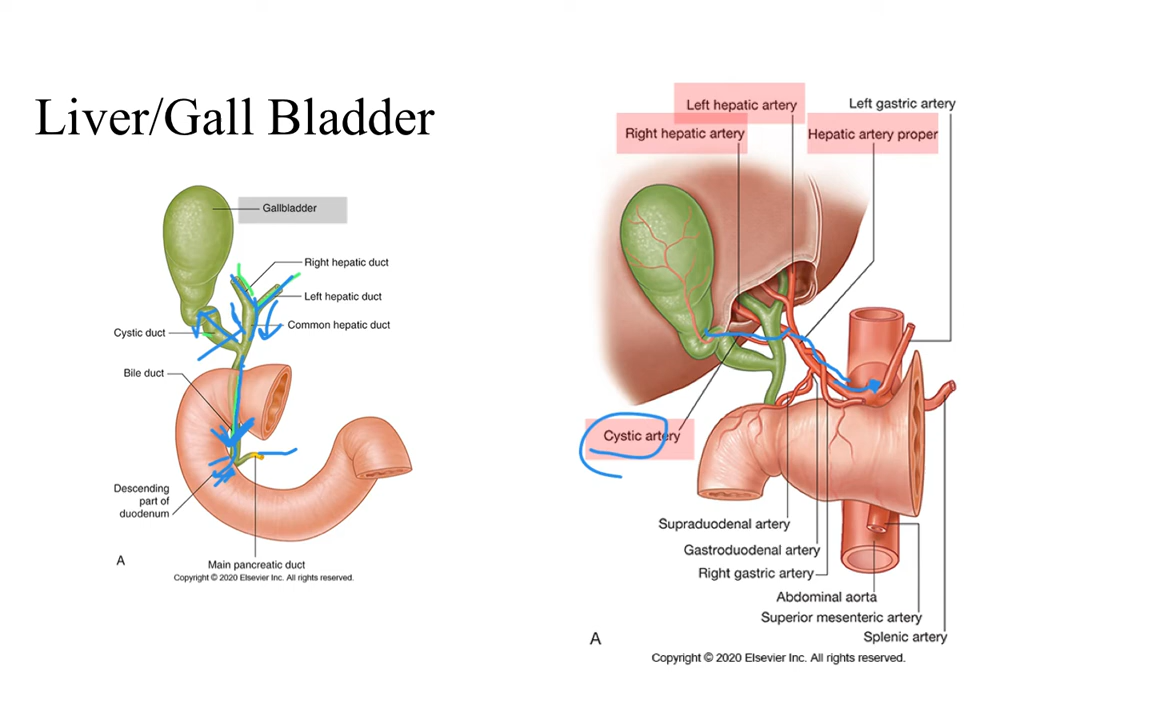 Liver/Gall Bladder
Gallbladder
Right hepatic duct
Left hepatic duct
Common hepatic duct
Cystic duct
Bile duct
Descending
part of
duodenum
Main pancreatic duct
A
Copyright © 2020 Elsevier Inc. All rights reserved.
Left hepatic artery
Left gastric artery
Right hepatic artery
Hepatic artery proper
Cystic artery
Supraduodenal artery
Gastroduodenal artery
Right gastric artery
Abdominal aorta
Superior mesenteric artery
Splenic artery
A
Copyright © 2020 Elsevier Inc. All rights reserved.